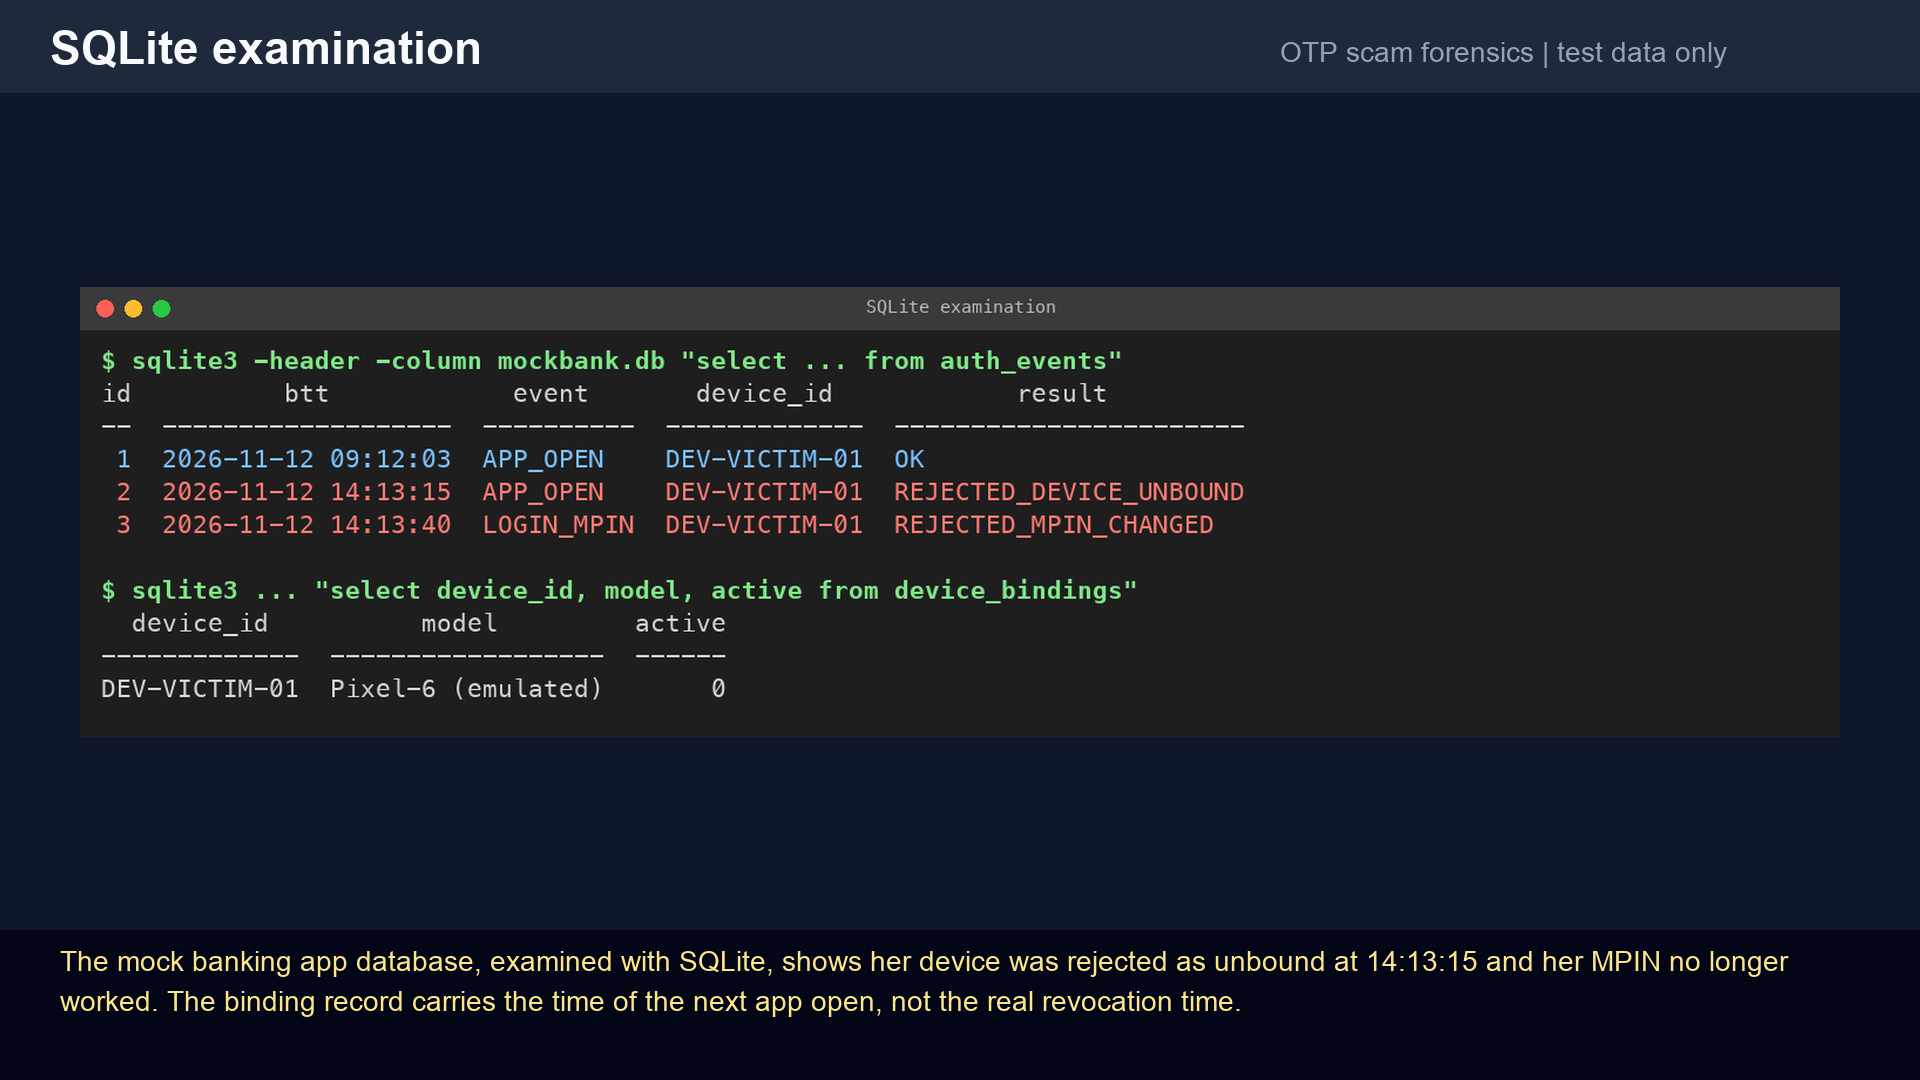 SQLite examination
OTP scam forensics | test data only
SQLite examination
$ sqlite3 -header -column mockbank.db "select ... from auth_events"
id          btt            event       device_id            result
--  -------------------  ----------  -------------  -----------------------
 1  2026-11-12 09:12:03  APP_OPEN    DEV-VICTIM-01  OK
 2  2026-11-12 14:13:15  APP_OPEN    DEV-VICTIM-01  REJECTED_DEVICE_UNBOUND
 3  2026-11-12 14:13:40  LOGIN_MPIN  DEV-VICTIM-01  REJECTED_MPIN_CHANGED
$ sqlite3 ... "select device_id, model, active from device_bindings"
  device_id          model         active
-------------  ------------------  ------
DEV-VICTIM-01  Pixel-6 (emulated)       0
The mock banking app database, examined with SQLite, shows her device was rejected as unbound at 14:13:15 and her MPIN no longer
worked. The binding record carries the time of the next app open, not the real revocation time.